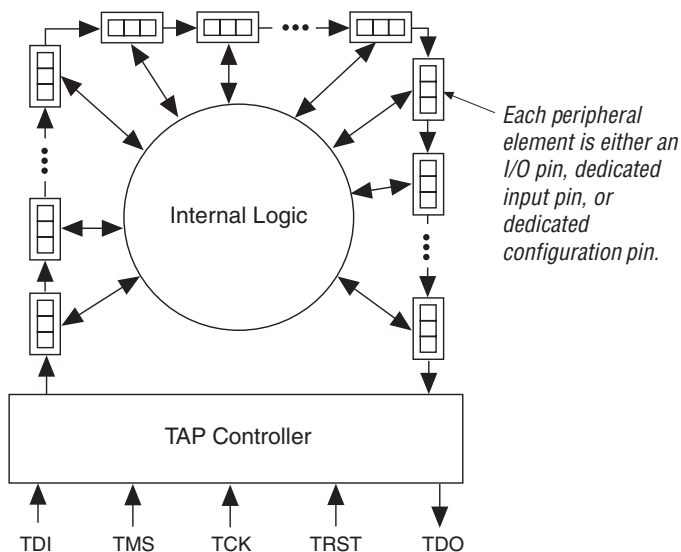 Each peripheral
element is either an
I/O pin, dedicated
input pin, or
dedicated
configuration pin.
Internal Logic
TAP Controller
TDI TMS TCK TRST TDO